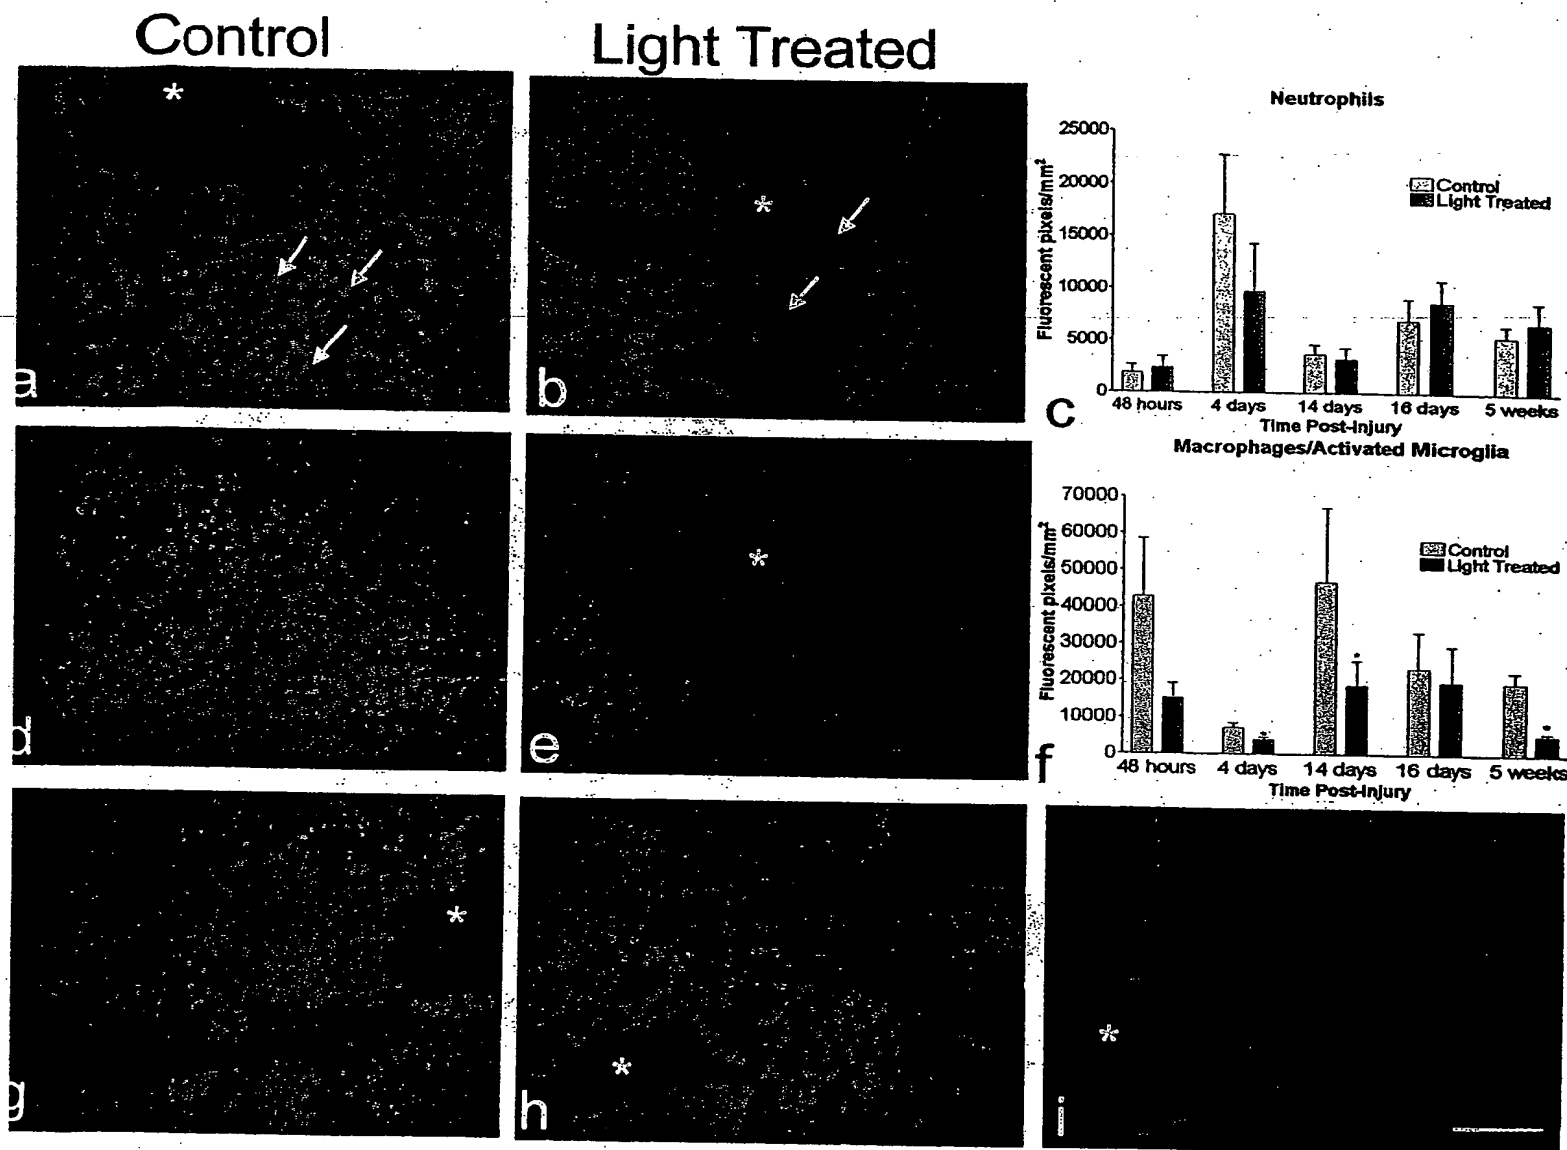 Control
Light Treated
*
a
*
b
Neutrophils
25000
20000
15000
10000
5000
0
Fluorescent pixels/mm²
Control
Light Treated
48 hours 4 days 14 days 16 days 5 weeks
Time Post-Injury
c
d
*
e
Macrophages/Activated Microglia
70000
60000
50000
40000
30000
20000
10000
0
Fluorescent pixels/mm²
Control
Light Treated
*
*
*
48 hours 4 days 14 days 16 days 5 weeks
Time Post-Injury
f
*
g
*
h
*
i